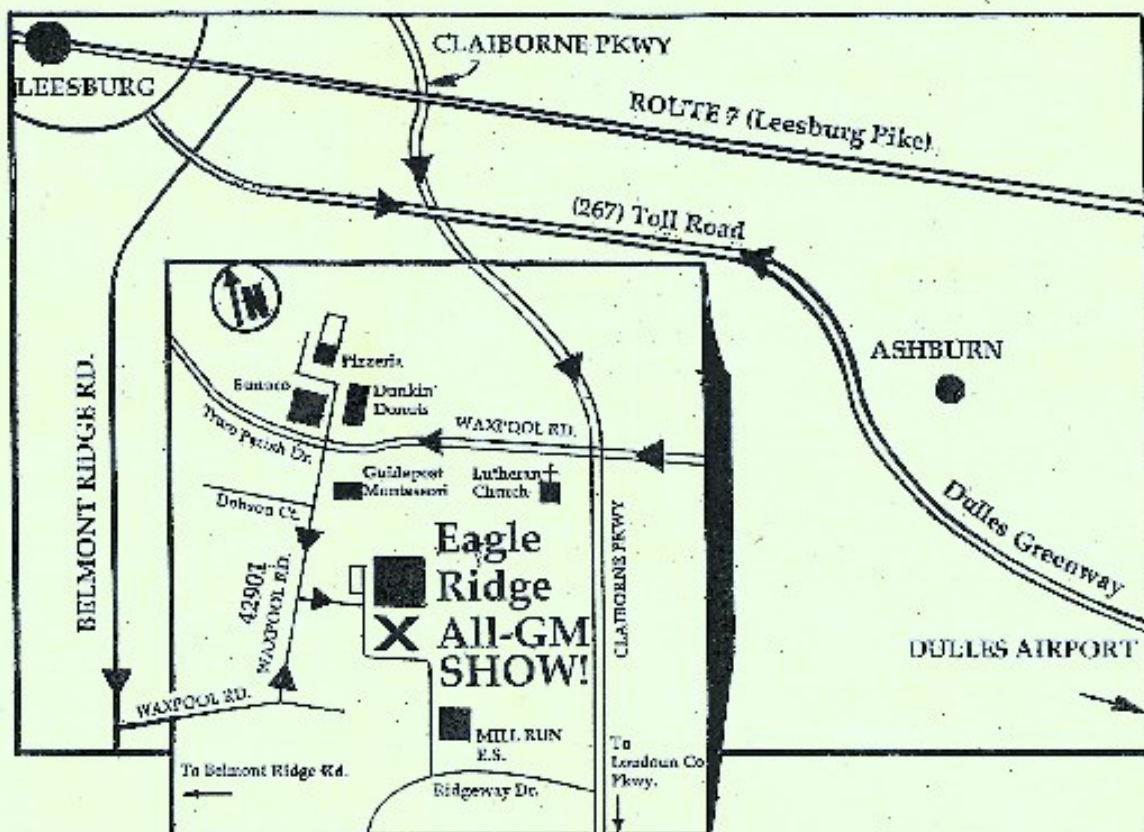 CLAIBORNE PKWY
LEESBURG
ROUTE 7 (Leesburg Pike)
(267) Toll Road
BELMONT RIDGE RD.
N
Pizzeria
Sunoco
Dunkin'
Donuts
ASHBURN
Truro Parish Dr.
WAXPOOL RD.
Guidepost
Montessori
Lutheran
Church
Dobson Ct.
Dulles Greenway
Eagle
Ridge
All-GM
SHOW!
42901
WAXPOOL RD.
CLAIBORNE PKWY
DULLES AIRPORT
WAXPOOL RD.
MILL RUN
E.S.
To
Loudoun Co
Pkwy.
To Belmont Ridge Rd.
Ridgeway Dr.